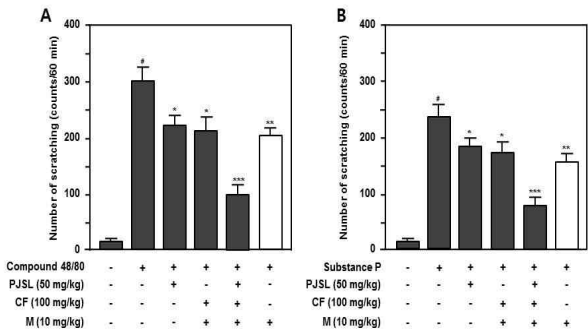 A
Number of scratching (counts/60 min)
400
300
200
100
0
#
*
*
***
**
Compound 48/80 - + + + + +
PJSL (50 mg/kg) - - + - + -
CF (100 mg/kg) - - - + + -
M (10 mg/kg) - - - + + +
B
Number of scratching (counts/60 min)
400
300
200
100
0
#
*
*
***
**
Substance P - + + + + +
PJSL (50 mg/kg) - - + - + -
CF (100 mg/kg) - - - + + -
M (10 mg/kg) - - - + + +